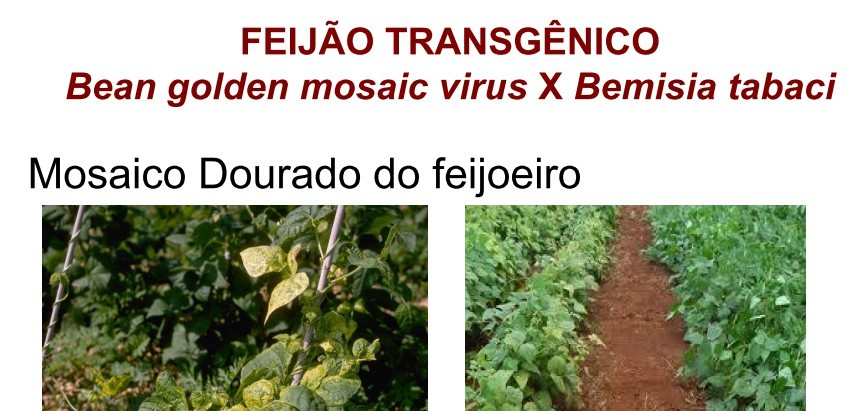 FEIJÃO TRANSGÊNICO
Bean golden mosaic virus X Bemisia tabaci
Mosaico Dourado do feijoeiro